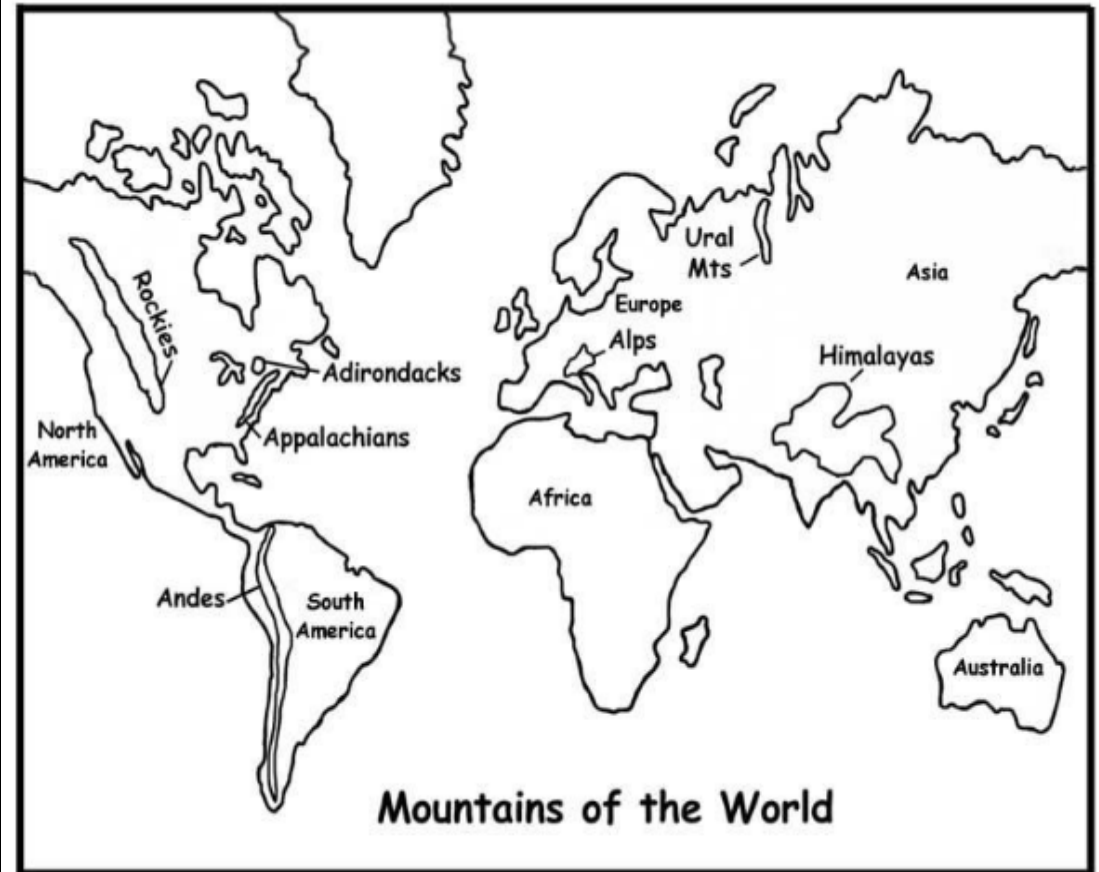 Ural
Mts
Asia
Rockies
Europe
Alps
Himalayas
Adirondacks
North
America
Appalachians
Africa
Andes
South
America
Australia
Mountains of the World